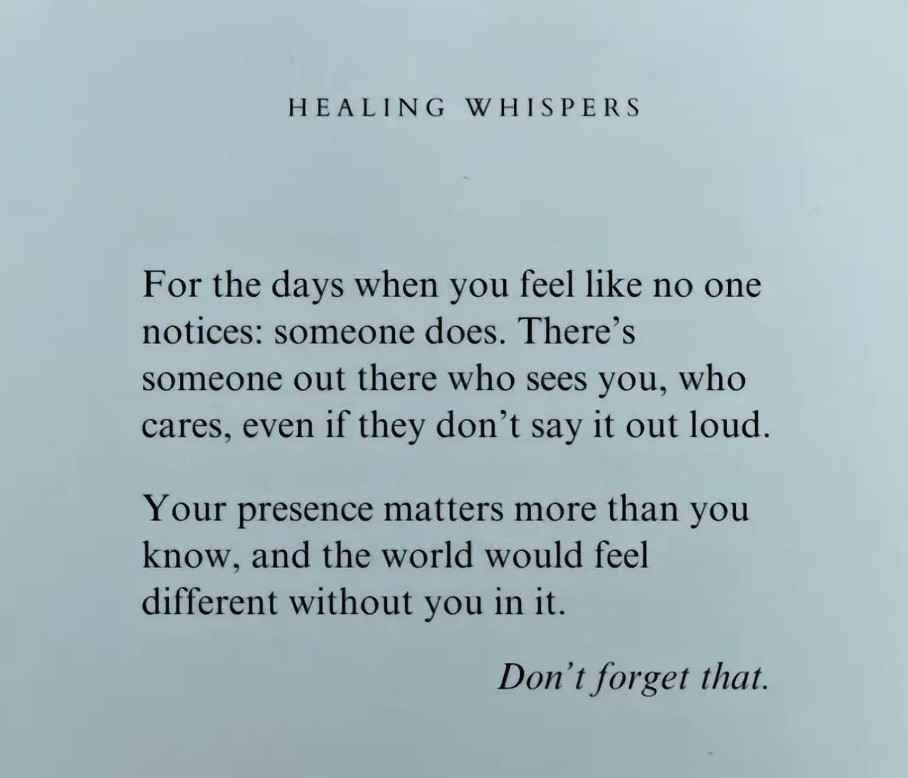 HEALING WHISPERS
For the days when you feel like no one
notices: someone does. There’s
someone out there who sees you, who
cares, even if they don’t say it out loud.
Your presence matters more than you
know, and the world would feel
different without you in it.
Don’t forget that.